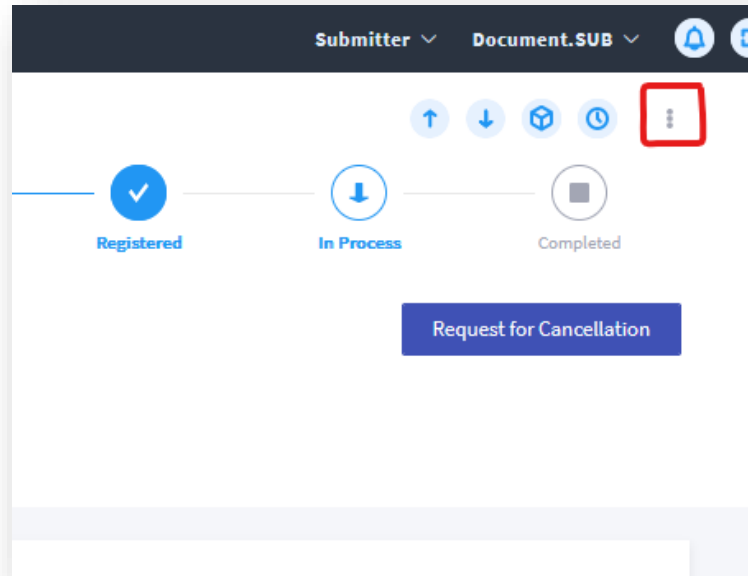 Submitter Document.SUB
Registered In Process Completed
Request for Cancellation